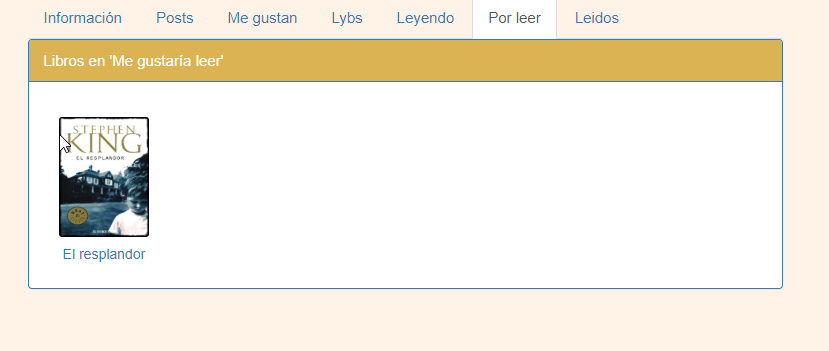 Información Posts Me gustan Lybs Leyendo Por leer Leidos
Libros en 'Me gustaría leer'
STEPHEN
KING
EL RESPLANDOR
El resplandor